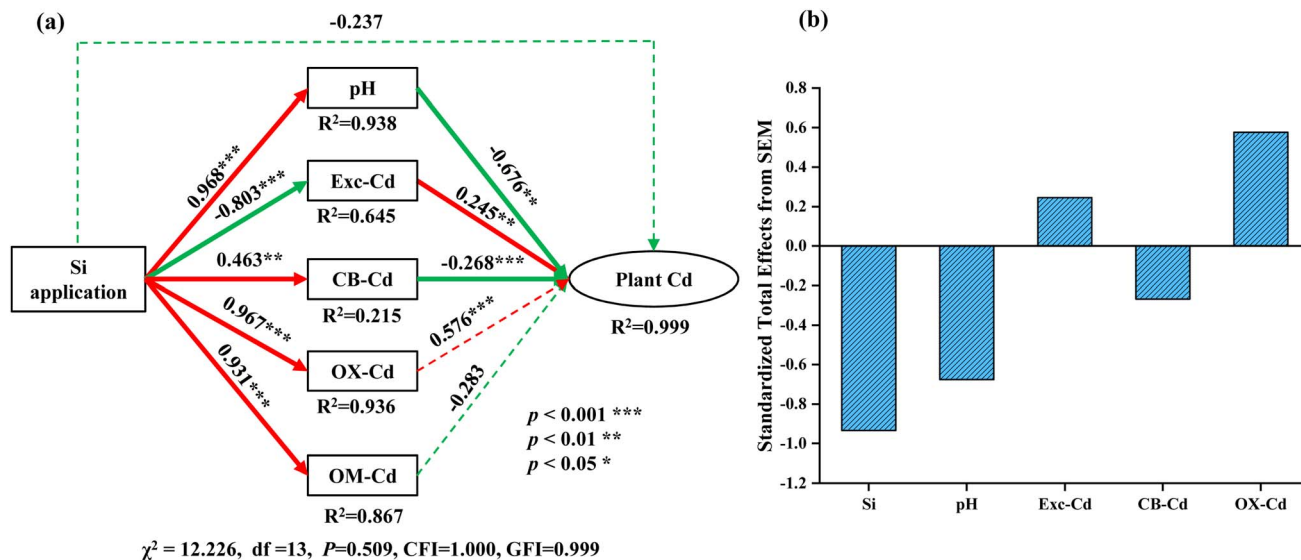 (a)
-0.237
pH
R²=0.938
0.968***
-0.676**
Exc-Cd
R²=0.645
-0.803***
0.245**
Si
application
0.463**
CB-Cd
R²=0.215
-0.268***
Plant Cd
R²=0.999
0.967***
OX-Cd
R²=0.936
0.576***
0.931***
OM-Cd
R²=0.867
-0.283
p < 0.001 ***
p < 0.01 **
p < 0.05 *
χ² = 12.226, df =13, P=0.509, CFI=1.000, GFI=0.999
(b)
Standardized Total Effects from SEM
0.8
0.6
0.4
0.2
0.0
-0.2
-0.4
-0.6
-0.8
-1.0
-1.2
Si
pH
Exc-Cd
CB-Cd
OX-Cd